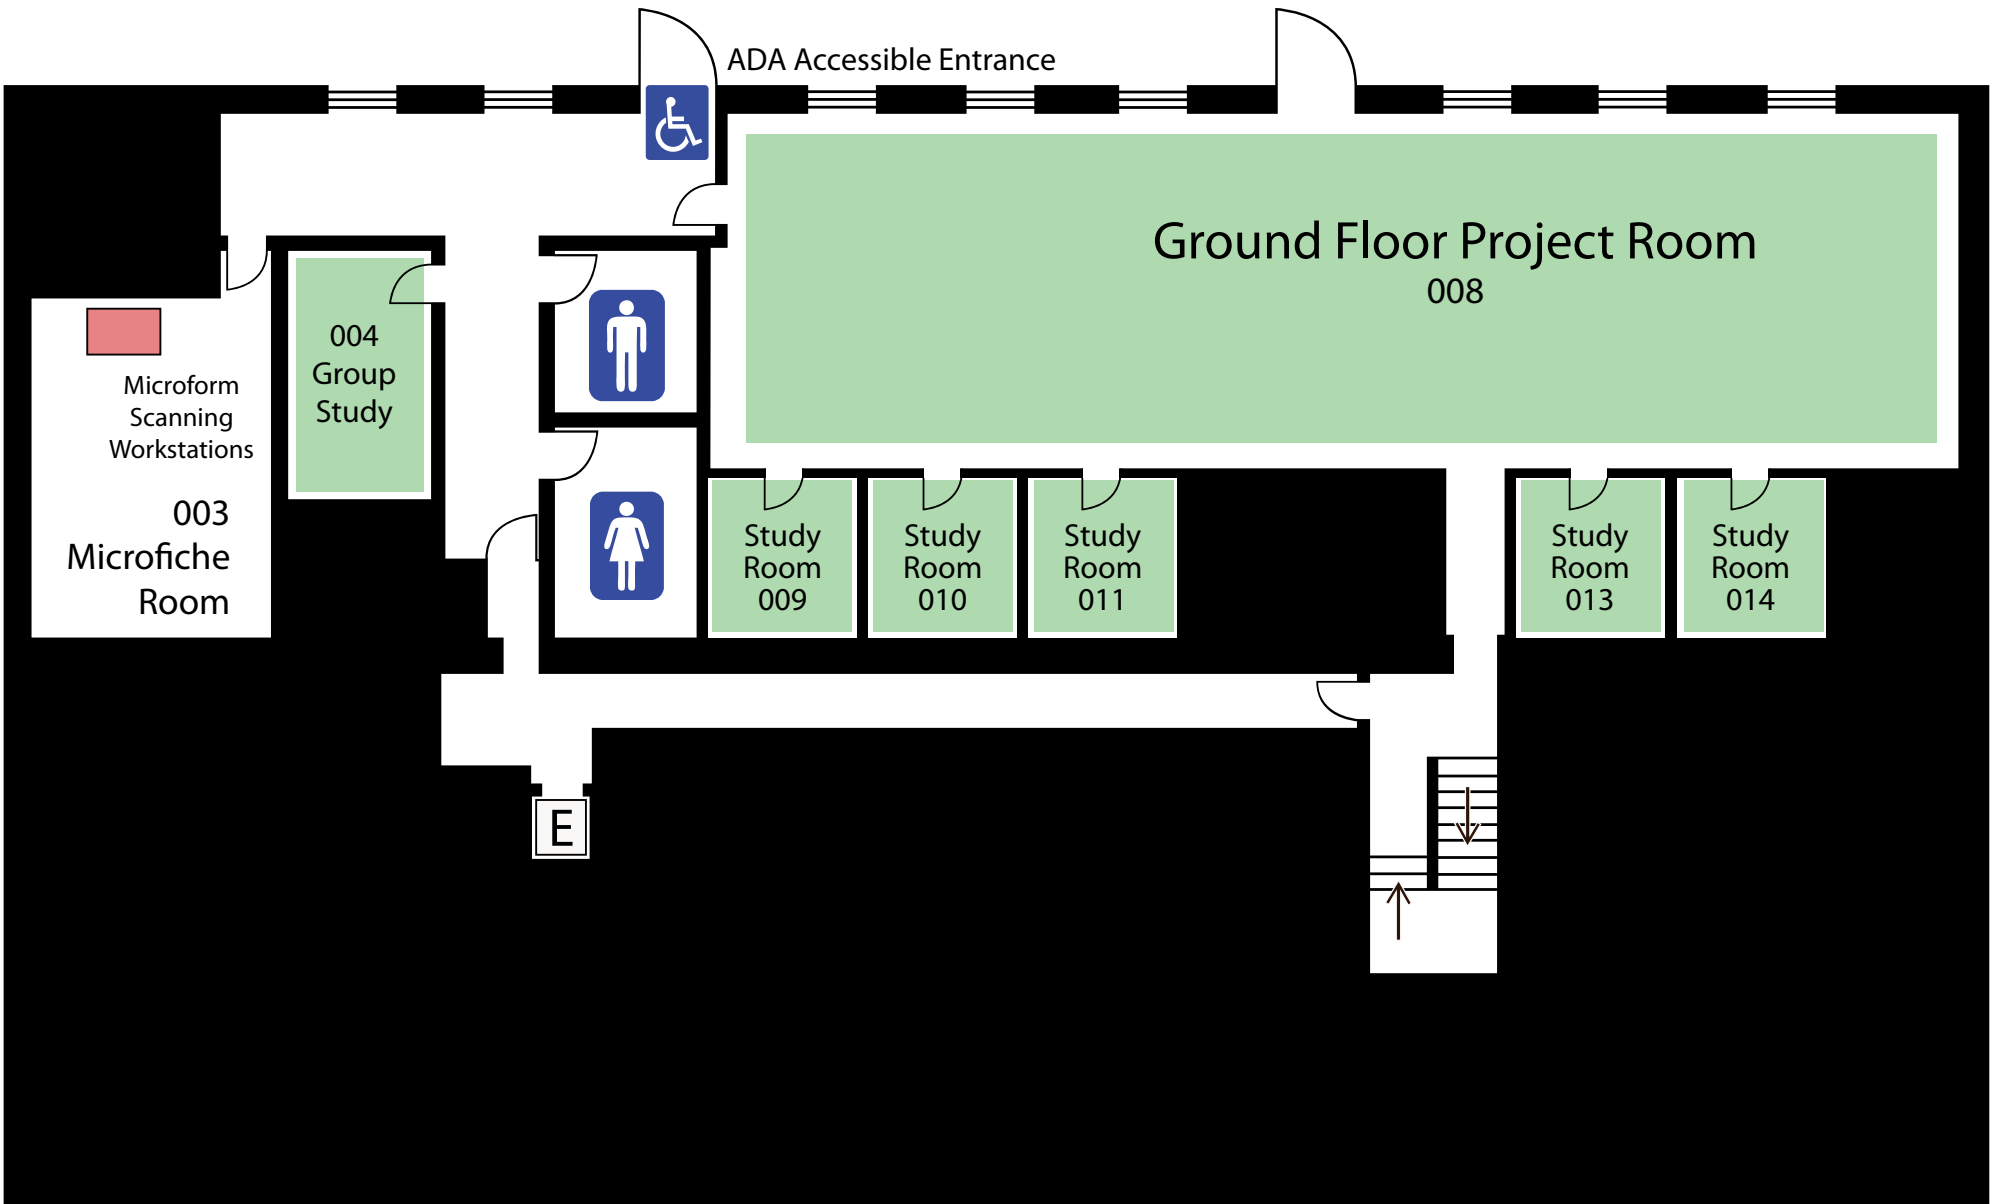 ADA Accessible Entrance
Ground Floor Project Room
008
004
Group
Study
Microform
Scanning
Workstations
003
Microfiche
Room
Study
Room
009
Study
Room
010
Study
Room
011
Study
Room
013
Study
Room
014
E